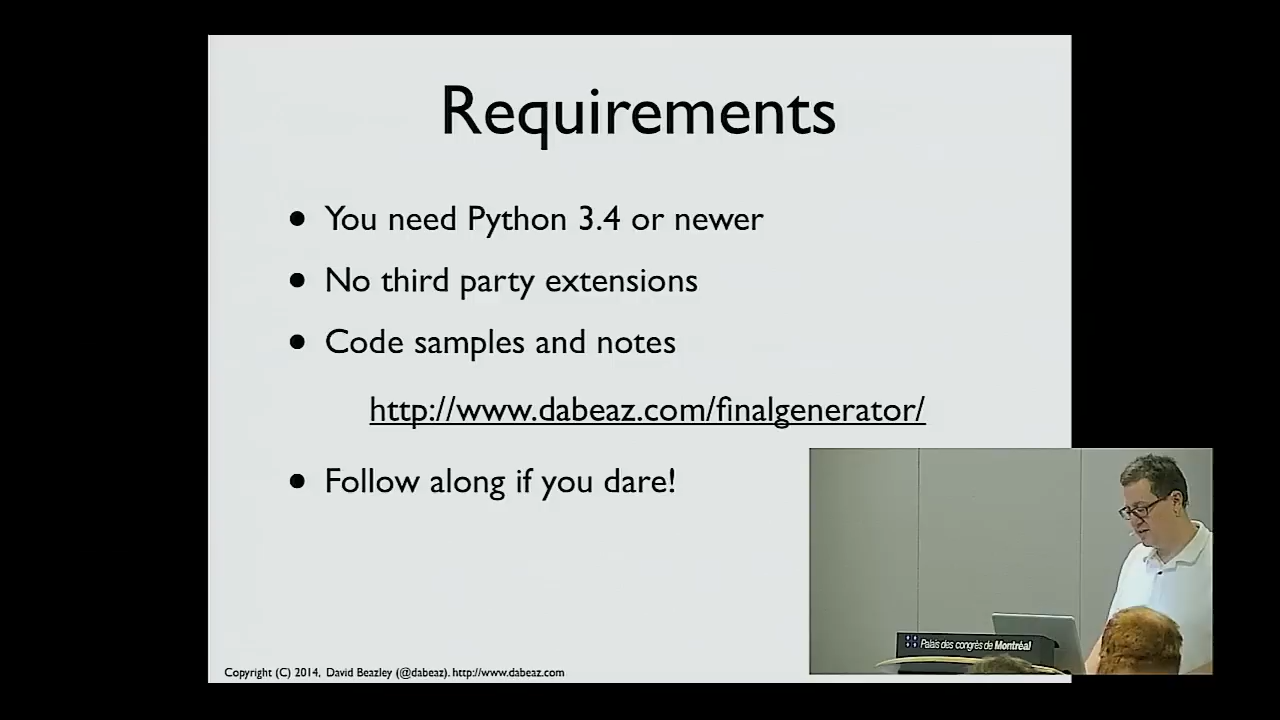 Requirements
• You need Python 3.4 or newer
• No third party extensions
• Code samples and notes
http://www.dabeaz.com/finalgenerator/
• Follow along if you dare!
Palais des congrès de Montréal
Copyright (C) 2014, David Beazley (@dabeaz). http://www.dabeaz.com